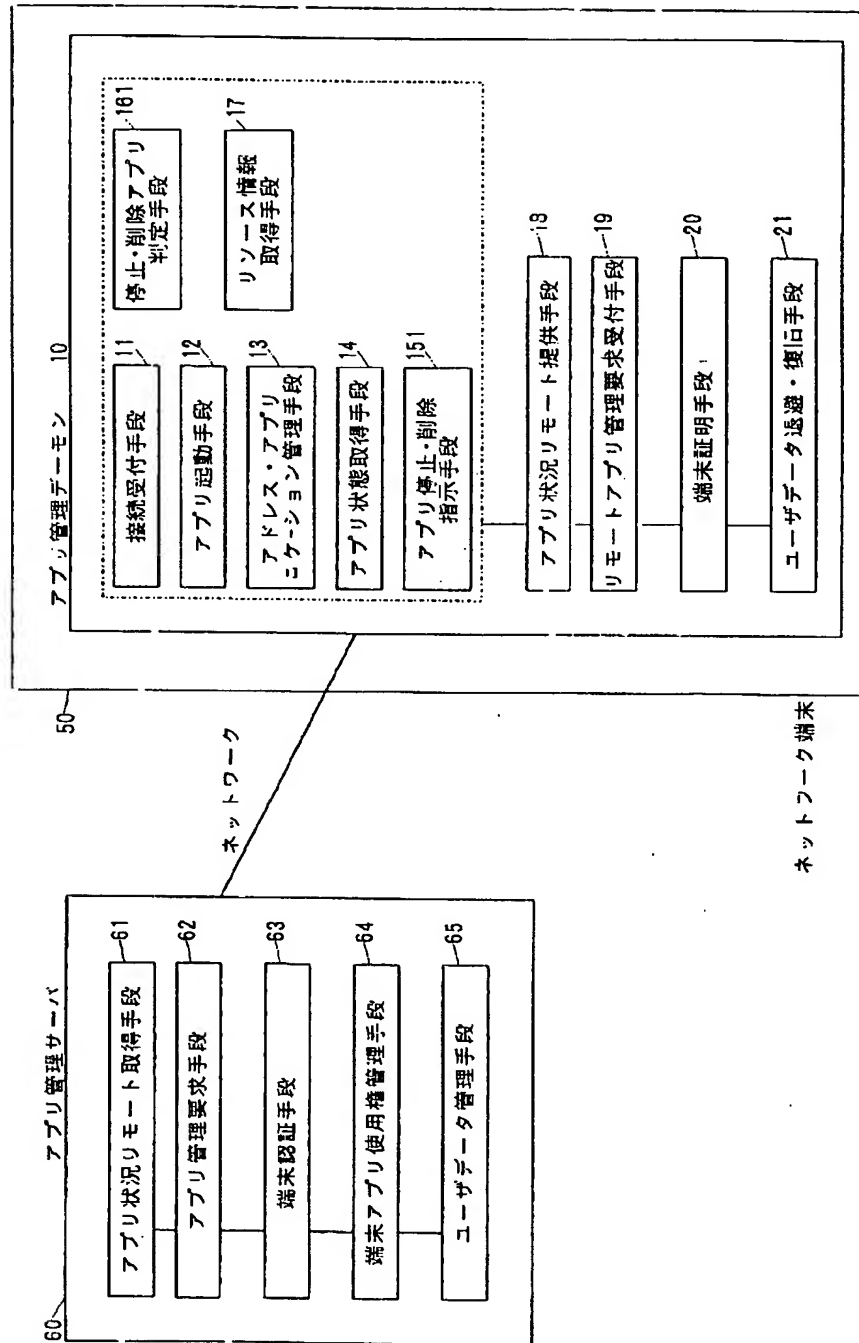 アプリ管理サーバ
60
アプリ状況リモート取得手段
61
アプリ管理要求手段
62
端末認証手段
63
端末アプリ使用権管理手段
64
ユーザデータ管理手段
65
ネットワーク
50
アプリ管理デーモン
10
接続受付手段
11
アプリ起動手段
12
アドレス・アプリ
ニケーション管理手段
13
アプリ状態取得手段
14
アプリ停止・削除
指示手段
151
停止・削除アプリ
判定手段
161
リソース情報
取得手段
17
アプリ状況リモート提供手段
18
リモートアプリ管理要求受付手段
19
端末証明手段
20
ユーザデータ退避・復旧手段
21
ネットワーク端末